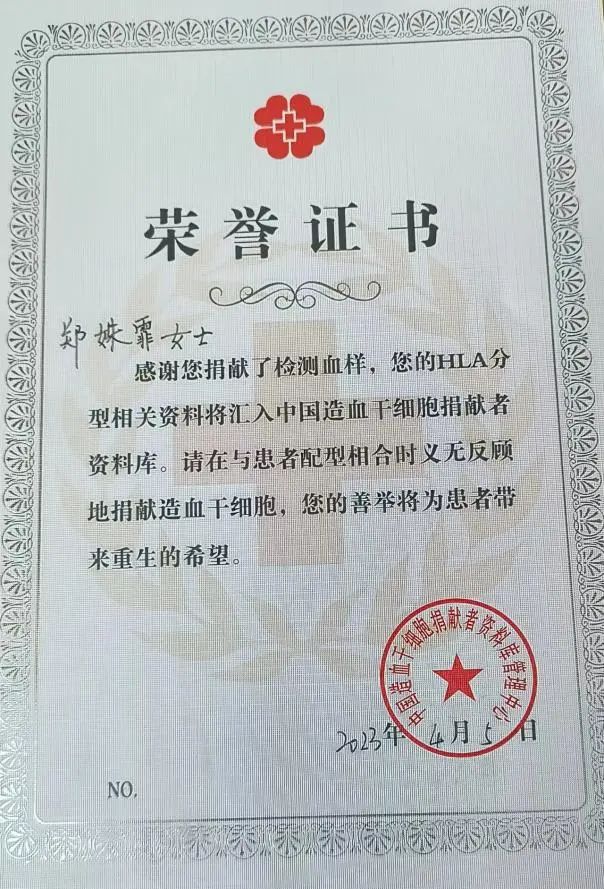 荣誉证书
郑姝霏女士
感谢您捐献了检测血样，您的HLA分
型相关资料将汇入中国造血干细胞捐献者
资料库。请在与患者配型相合时义无反顾
地捐献造血干细胞，您的善举将为患者带
来重生的希望。
中国造血干细胞捐献者资料库管理中心
2023年4月5日
NO.